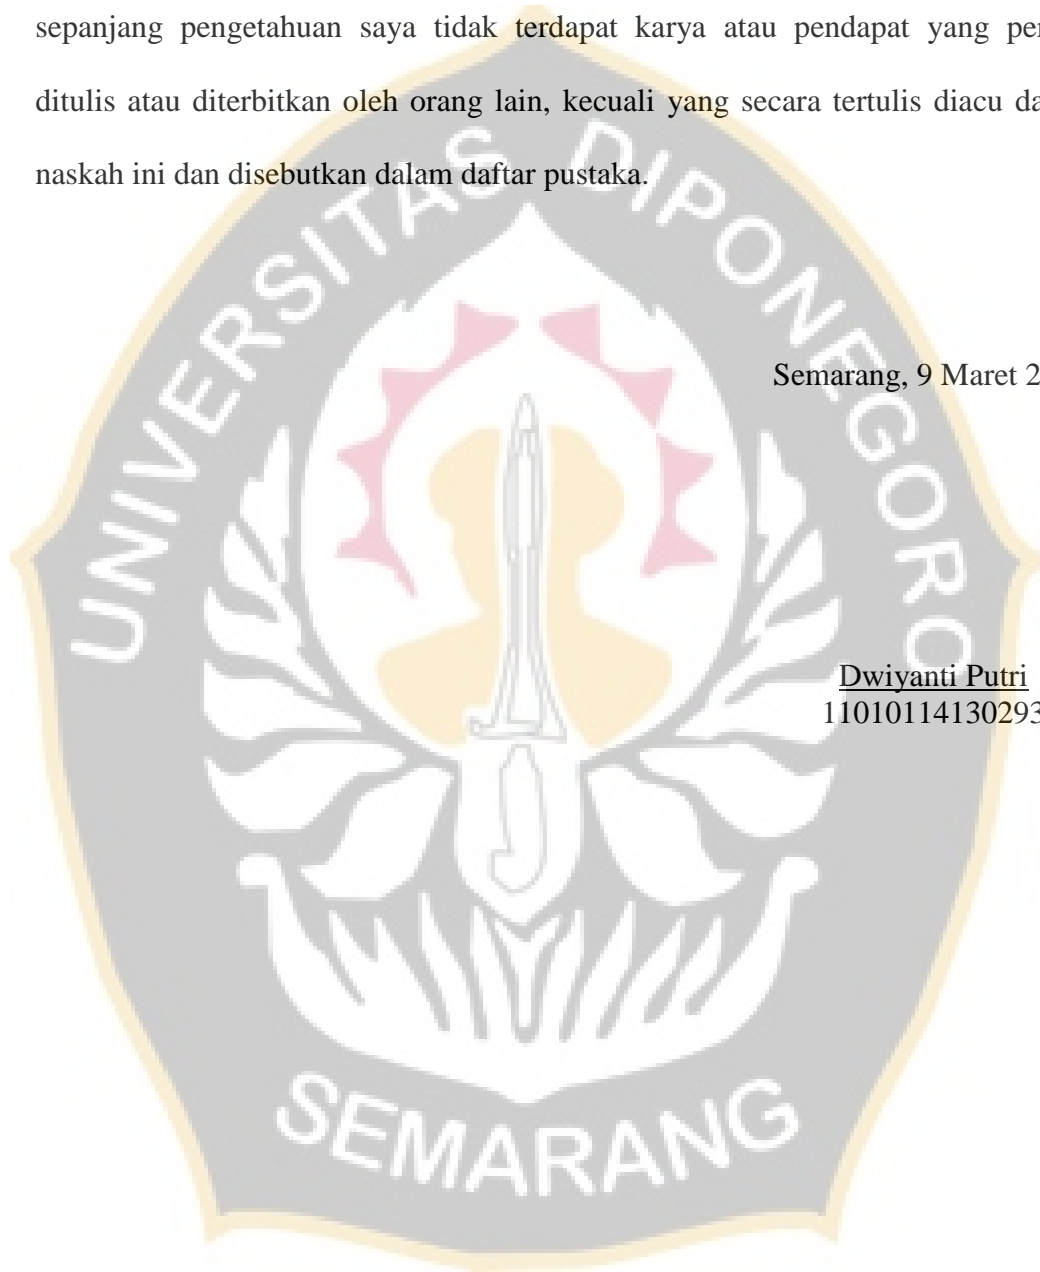 sepanjang pengetahuan saya tidak terdapat karya atau pendapat yang per
ditulis atau diterbitkan oleh orang lain, kecuali yang secara tertulis diacu da
naskah ini dan disebutkan dalam daftar pustaka.
UNIVERSITAS DIPONEGORO
Semarang, 9 Maret 2
Dwiyanti Putri
11010114130293
SEMARANG